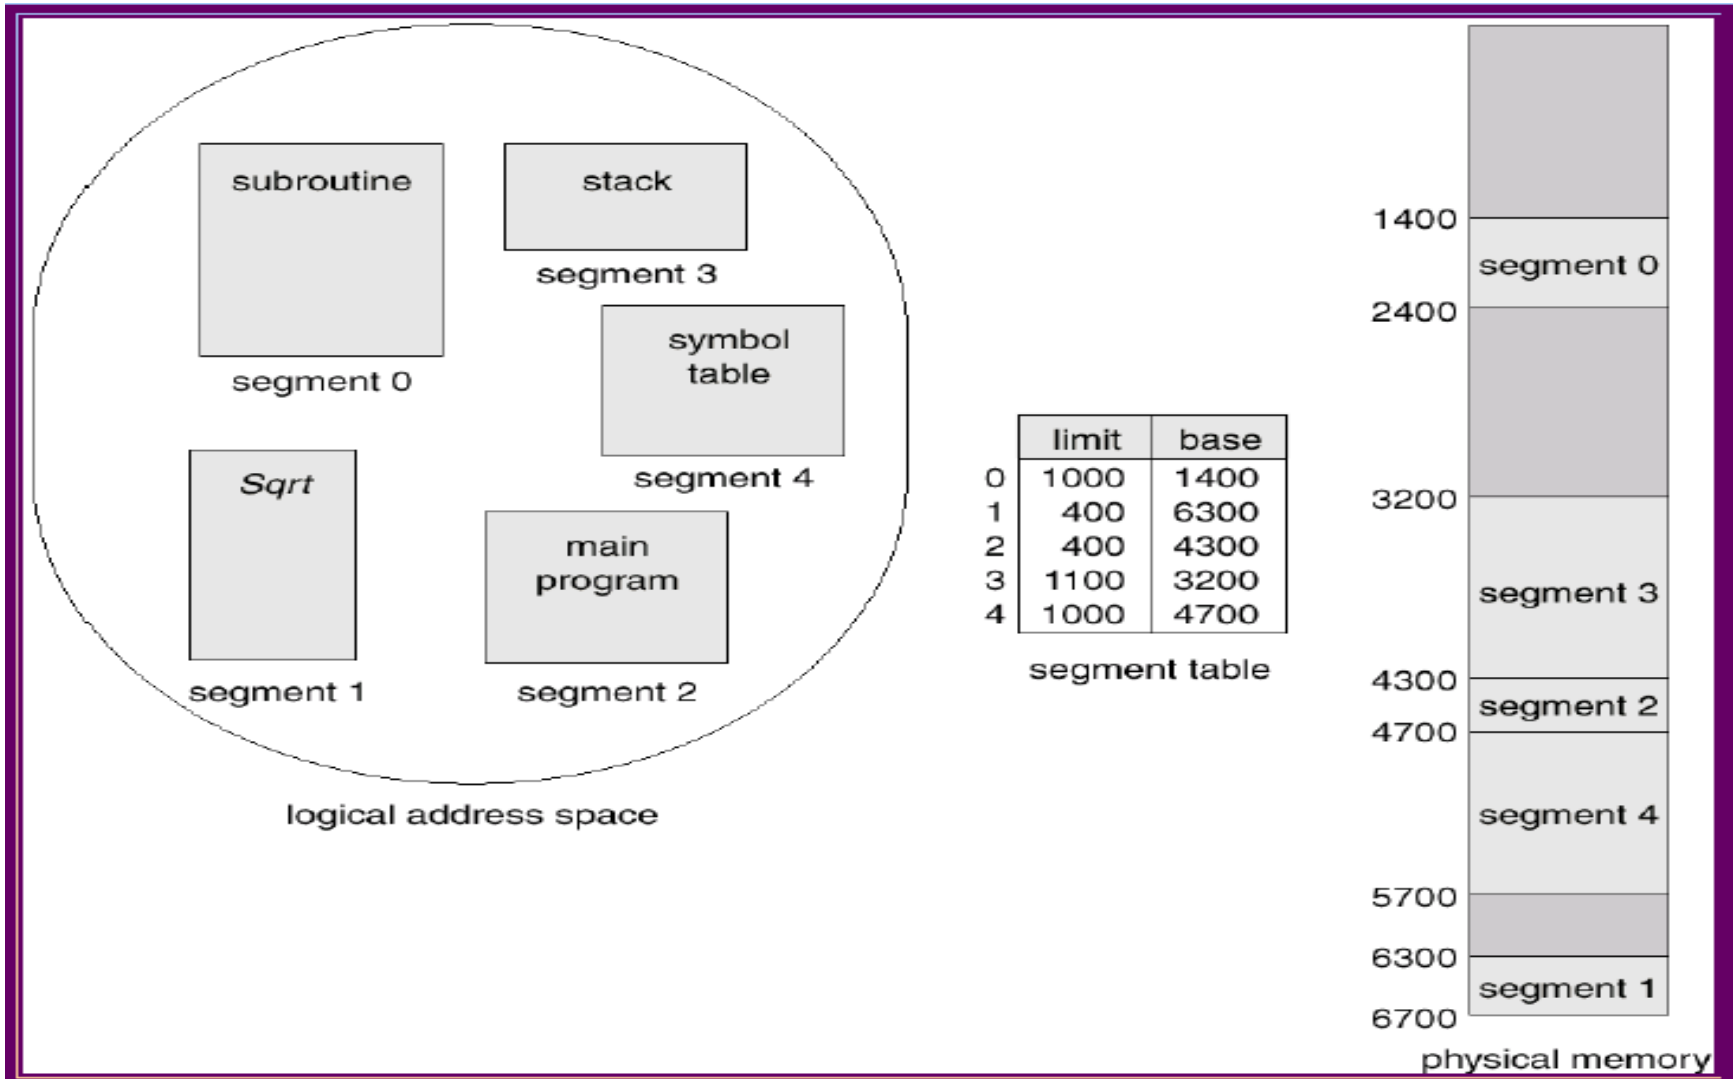 subroutine
segment 0
stack
segment 3
symbol
table
segment 4
Sqrt
segment 1
main
program
segment 2
logical address space
limit base
0 1000 1400
1 400 6300
2 400 4300
3 1100 3200
4 1000 4700
segment table
1400
segment 0
2400
3200
segment 3
4300
segment 2
4700
segment 4
5700
6300
segment 1
6700
physical memory